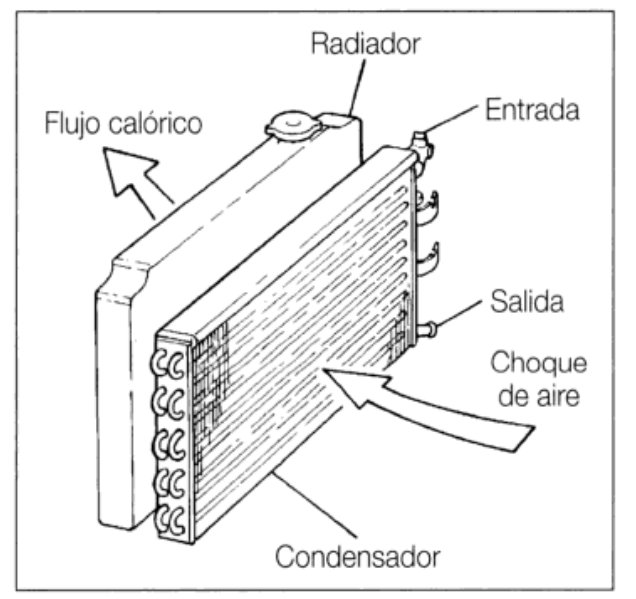 Radiador
Flujo calórico
Entrada
Salida
Choque
de aire
Condensador